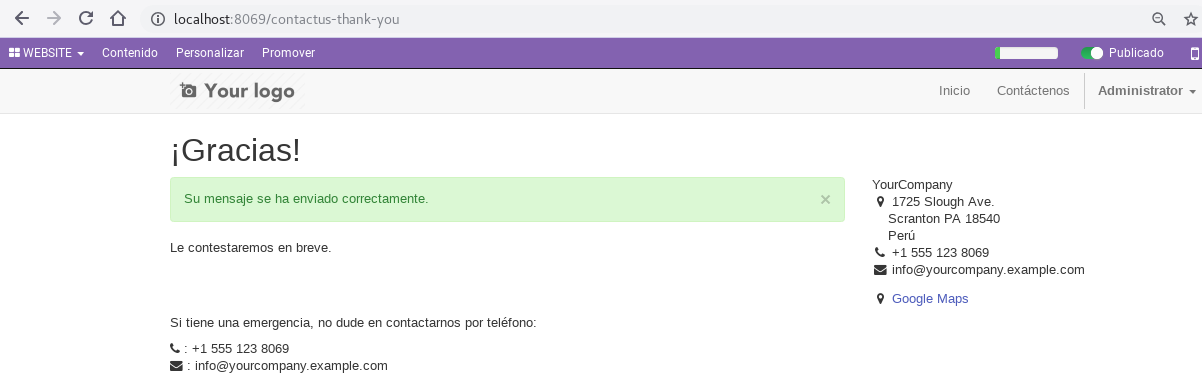 localhost:8069/contactus-thank-you
WEBSITE Contenido Personalizar Promover Publicado
Your logo Inicio Contáctenos Administrator
¡Gracias!
Su mensaje se ha enviado correctamente. ×
Le contestaremos en breve.
Si tiene una emergencia, no dude en contactarnos por teléfono:
: +1 555 123 8069
: info@yourcompany.example.com
YourCompany
1725 Slough Ave.
Scranton PA 18540
Perú
+1 555 123 8069
info@yourcompany.example.com
Google Maps